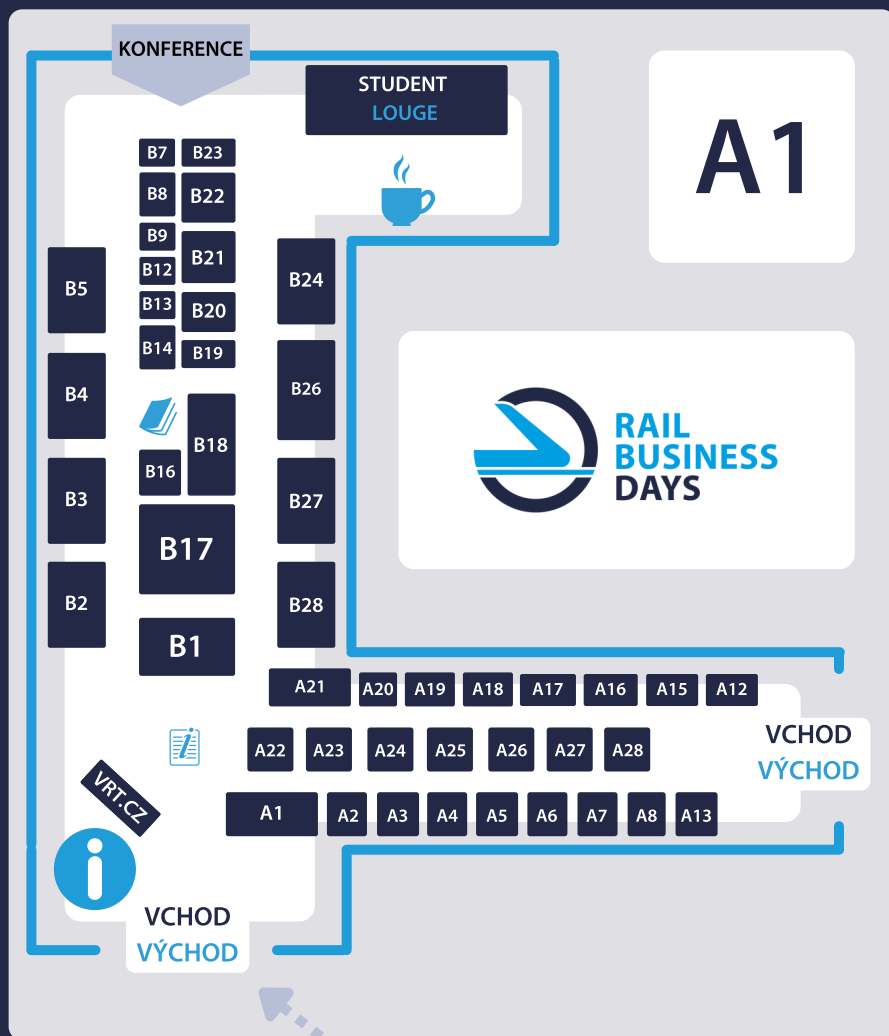 KONFERENCE
STUDENT
LOUGE
A1
B7
B23
B8
B22
B9
B21
B12
B13
B20
B14
B19
B5
B24
B4
B26
B18
B16
B3
B27
B17
B2
B28
B1
RAIL
BUSINESS
DAYS
A21
A20
A19
A18
A17
A16
A15
A12
A22
A23
A24
A25
A26
A27
A28
VCHOD
VÝCHOD
VRT.CZ
A1
A2
A3
A4
A5
A6
A7
A8
A13
VCHOD
VÝCHOD